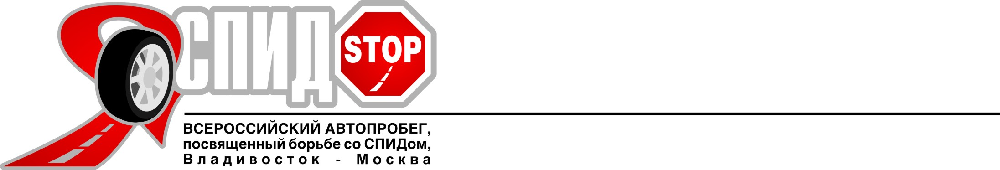 СПИД STOP
ВСЕРОССИЙСКИЙ АВТОПРОБЕГ,
посвященный борьбе со СПИДом,
Владивосток - Москва